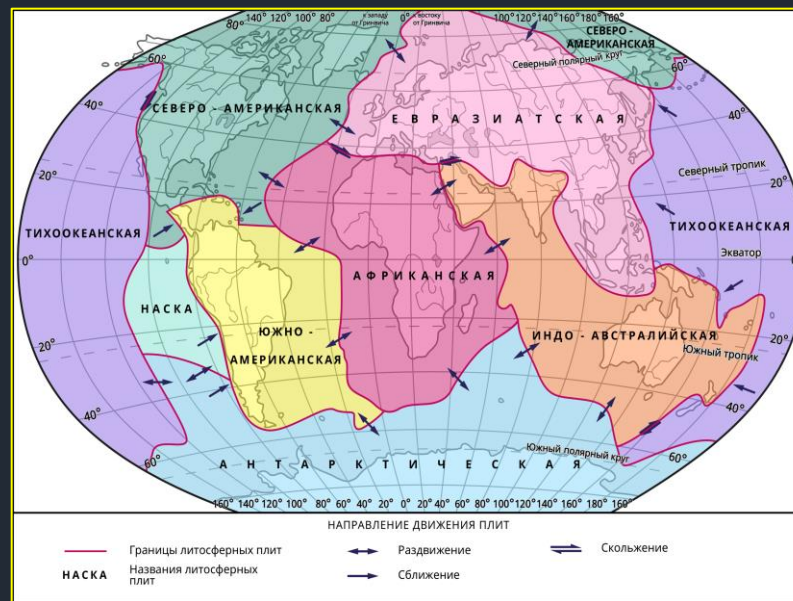 140° 120° 100° 80°
к западу от Гринвича
0°
к востоку от Гринвича
100° 120° 140° 160°
80°
СЕВЕРО -
АМЕРИКАНСКАЯ
Северный полярный круг
60°
60°
СЕВЕРО - АМЕРИКАНСКАЯ
ЕВРАЗИАТСКАЯ
40°
40°
Северный тропик
20°
20°
ТИХООКЕАНСКАЯ
ТИХООКЕАНСКАЯ
Экватор
0°
0°
АФРИКАНСКАЯ
НАСКА
ЮЖНО -
АМЕРИКАНСКАЯ
ИНДО - АВСТРАЛИЙСКАЯ
Южный тропик
20°
20°
40°
40°
Южный полярный круг
60°
60°
АНТАРКТИЧЕСКАЯ
160° 140° 120° 100° 80° 60° 40° 20° 0° 20° 40° 60° 80° 100° 120° 140° 160°
НАПРАВЛЕНИЕ ДВИЖЕНИЯ ПЛИТ
Границы литосферных плит
Раздвижение
Скольжение
НАСКА
Названия литосферных
плит
Сближение